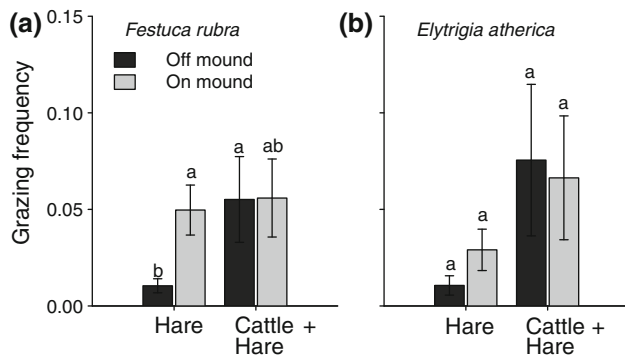 (a)
Festuca rubra
Off mound
On mound
Grazing frequency
0.15
0.10
0.05
0.00
b
a
a
ab
Hare
Cattle +
Hare
(b)
Elytrigia atherica
a
a
a
a
Hare
Cattle +
Hare